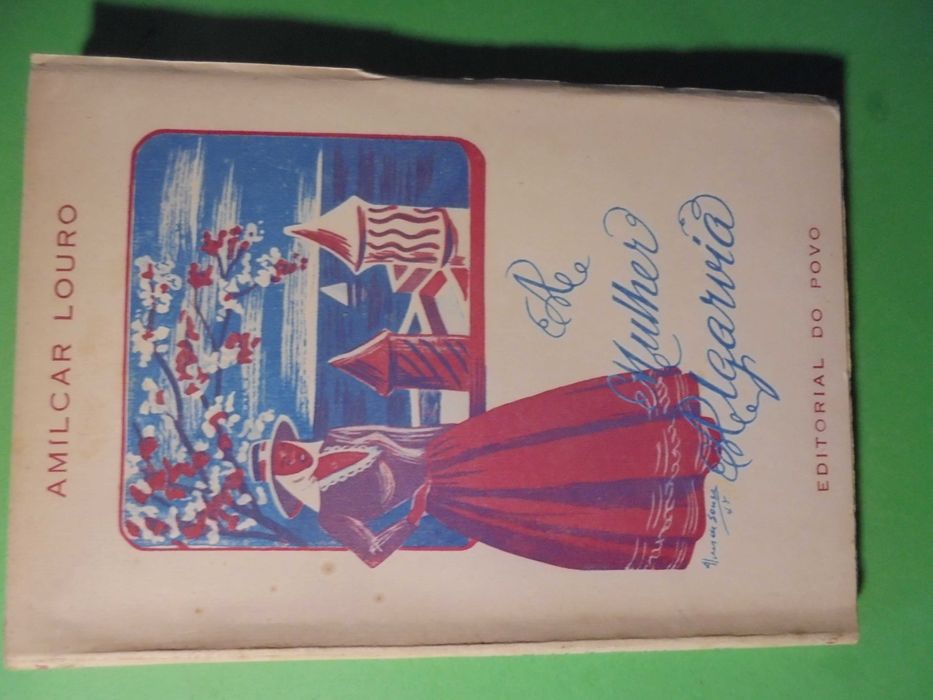 AMILCAR LOURO
A
Mulher
Algarvia
EDITORIAL DO POVO